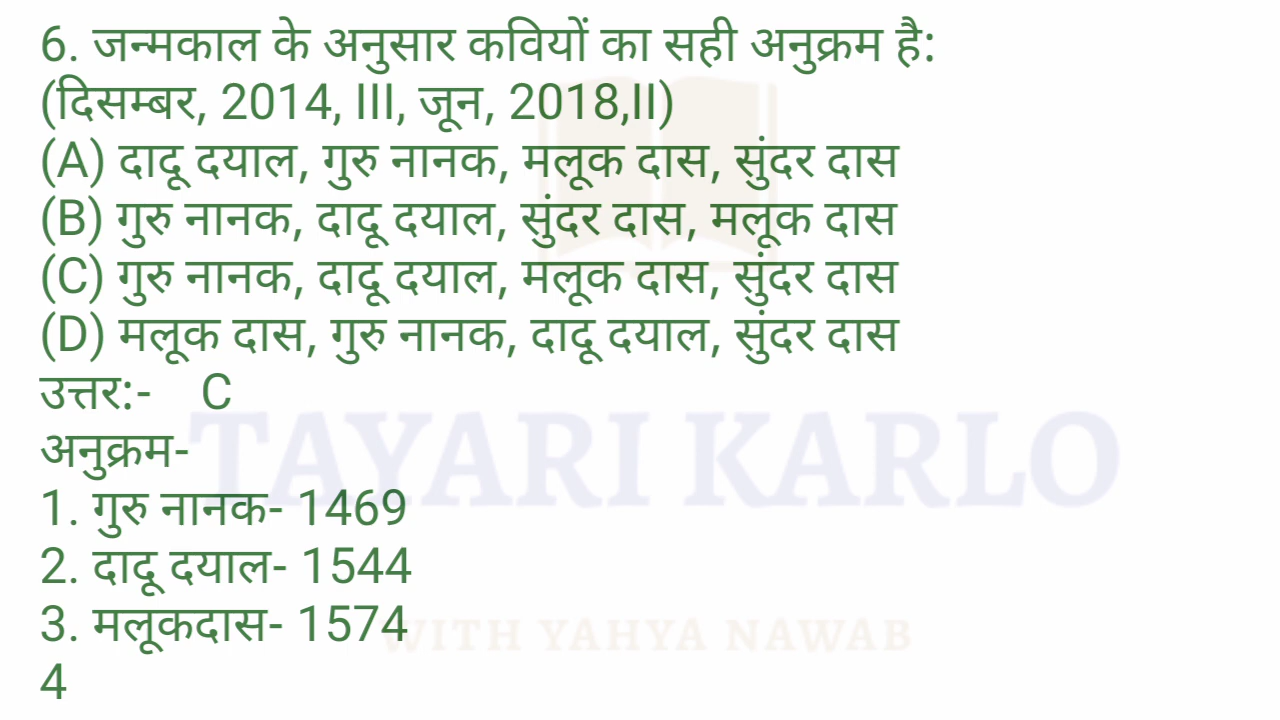 6. जन्मकाल के अनुसार कवियों का सही अनुक्रम है:
(दिसम्बर, 2014, III, जून, 2018,II)
(A) दादू दयाल, गुरु नानक, मलूक दास, सुंदर दास
(B) गुरु नानक, दादू दयाल, सुंदर दास, मलूक दास
(C) गुरु नानक, दादू दयाल, मलूक दास, सुंदर दास
(D) मलूक दास, गुरु नानक, दादू दयाल, सुंदर दास
उत्तर:- C
अनुक्रम-
TAYARI KARLO
1. गुरु नानक- 1469
2. दादू दयाल- 1544
3. मलूकदास- 1574
WITH YAHYA NAWAB
4